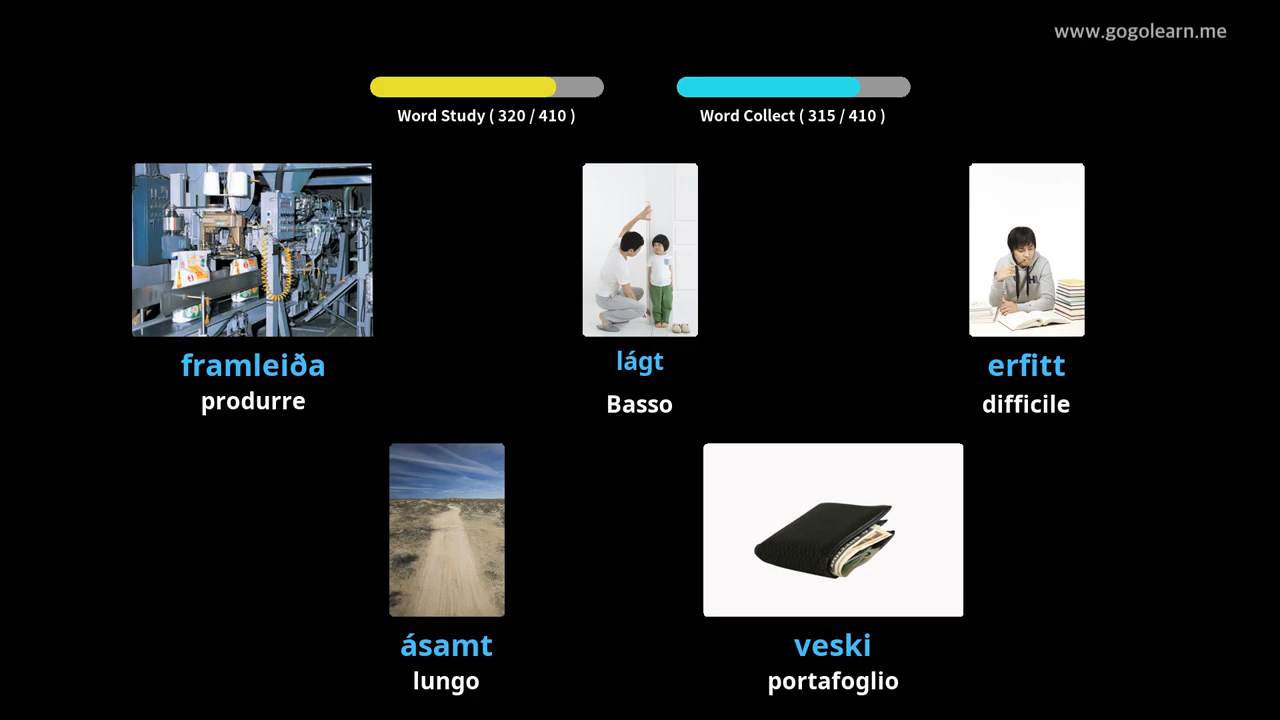 www.gogolearn.me
Word Study ( 320 / 410 )
Word Collect ( 315 / 410 )
framleiða
produrre
lágt
Basso
erfitt
difficile
ásamt
lungo
veski
portafoglio